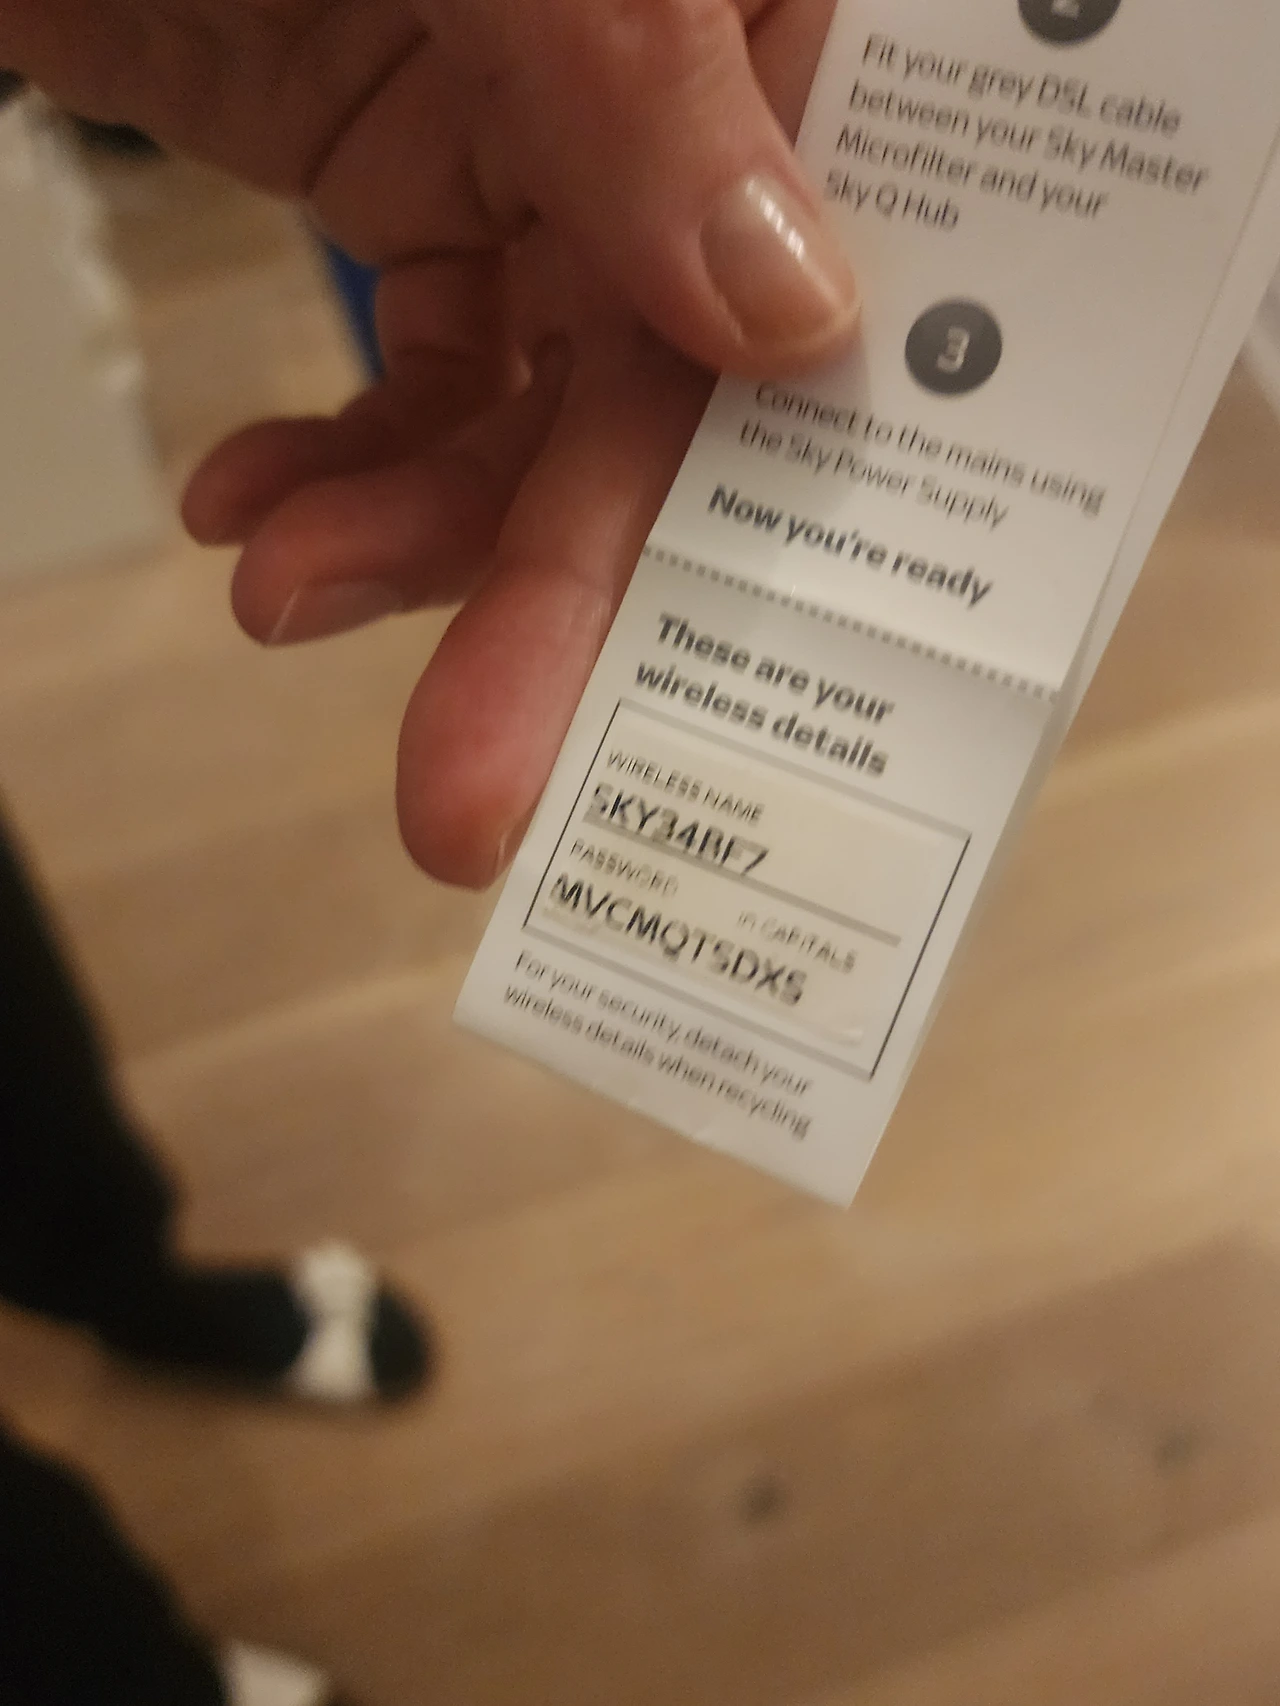 2
Fit your grey DSL cable
between your Sky Master
Microfilter and your
Sky Q Hub
3
Connect to the mains using
the Sky Power Supply
Now you're ready
These are your
wireless details
WIRELESS NAME
SKY34BF7
PASSWORD in CAPITALS
MVCMQTSDXS
For your security, detach your
wireless details when recycling